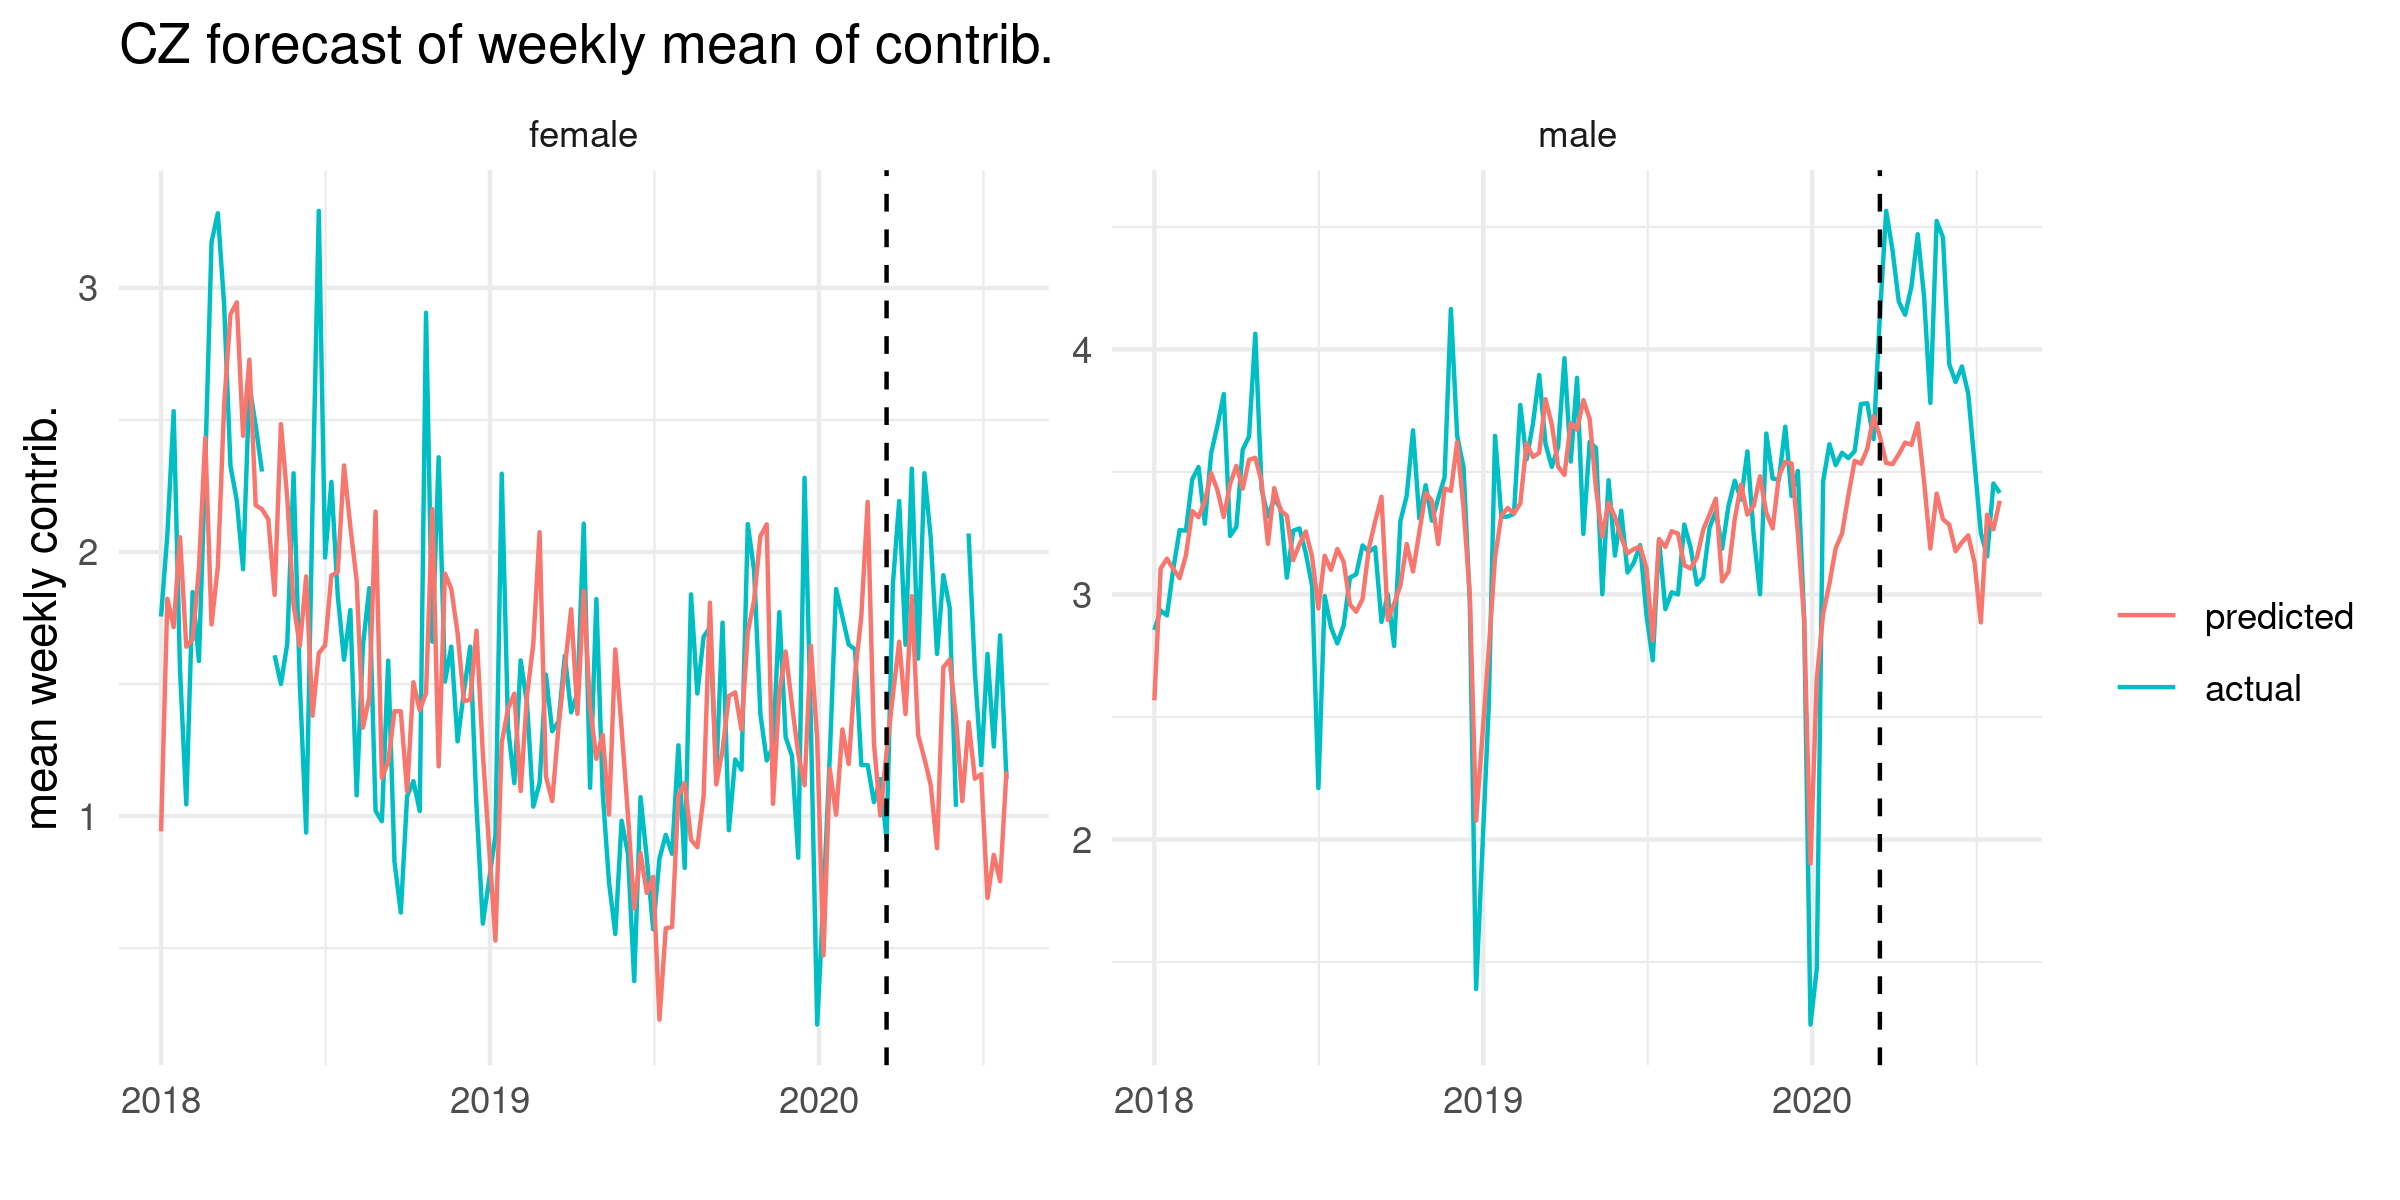 CZ forecast of weekly mean of contrib.
female
male
mean weekly contrib.
3
2
1
4
3
2
2018
2019
2020
2018
2019
2020
predicted
actual